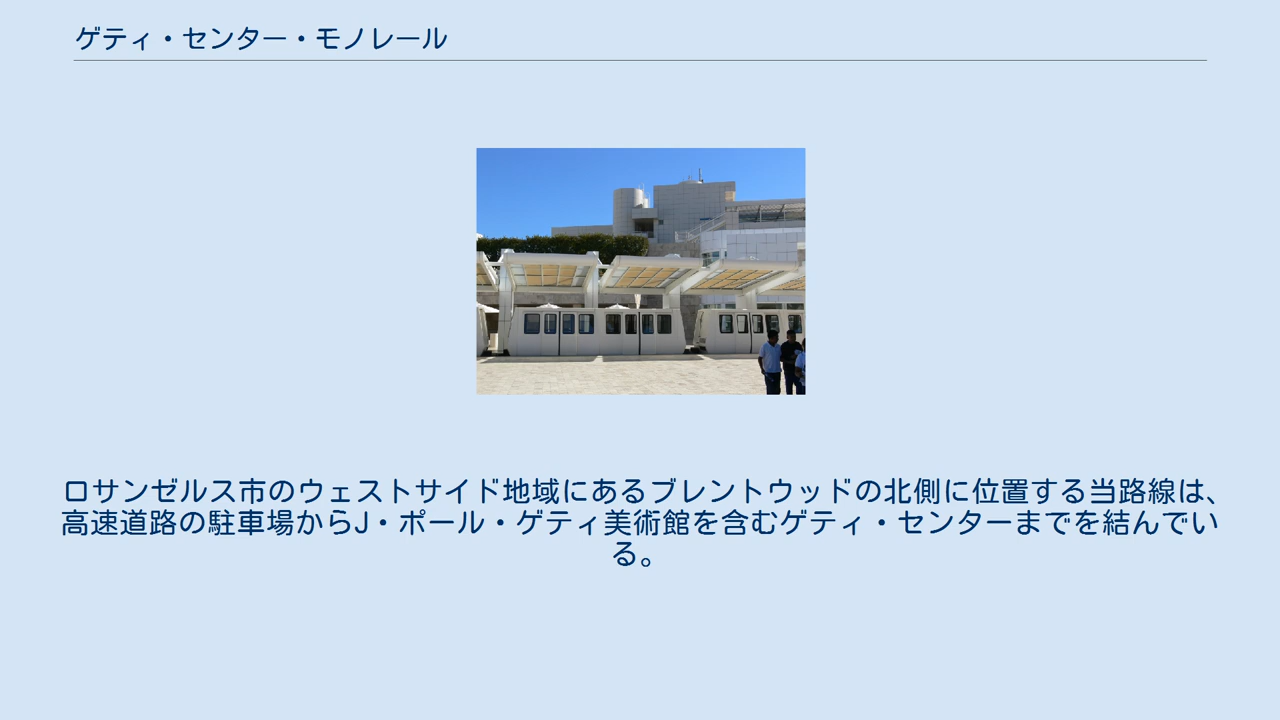 ゲティ・センター・モノレール
ロサンゼルス市のウェストサイド地域にあるブレントウッドの北側に位置する当路線は、
高速道路の駐車場からJ・ポール・ゲティ美術館を含むゲティ・センターまでを結んでい
る。